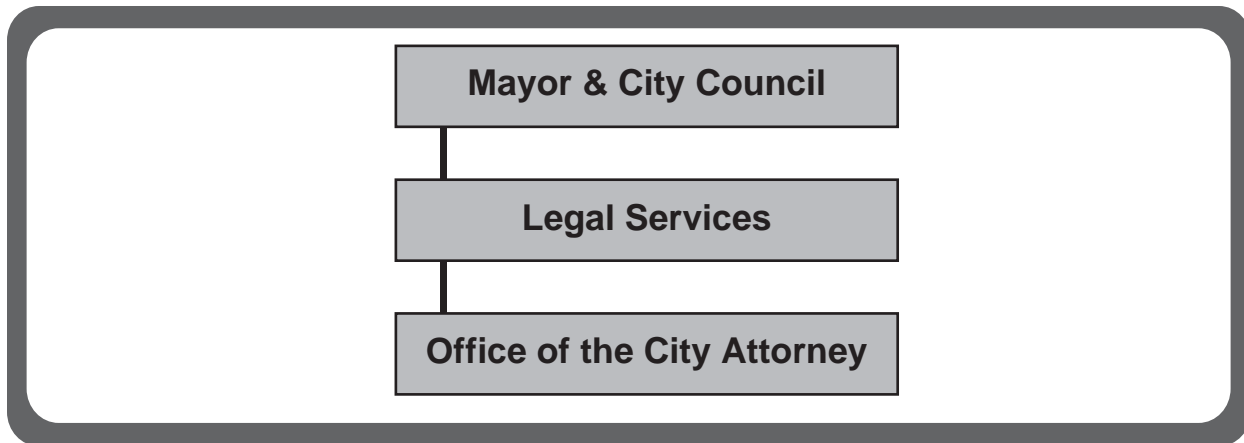 Mayor & City Council
Legal Services
Office of the City Attorney